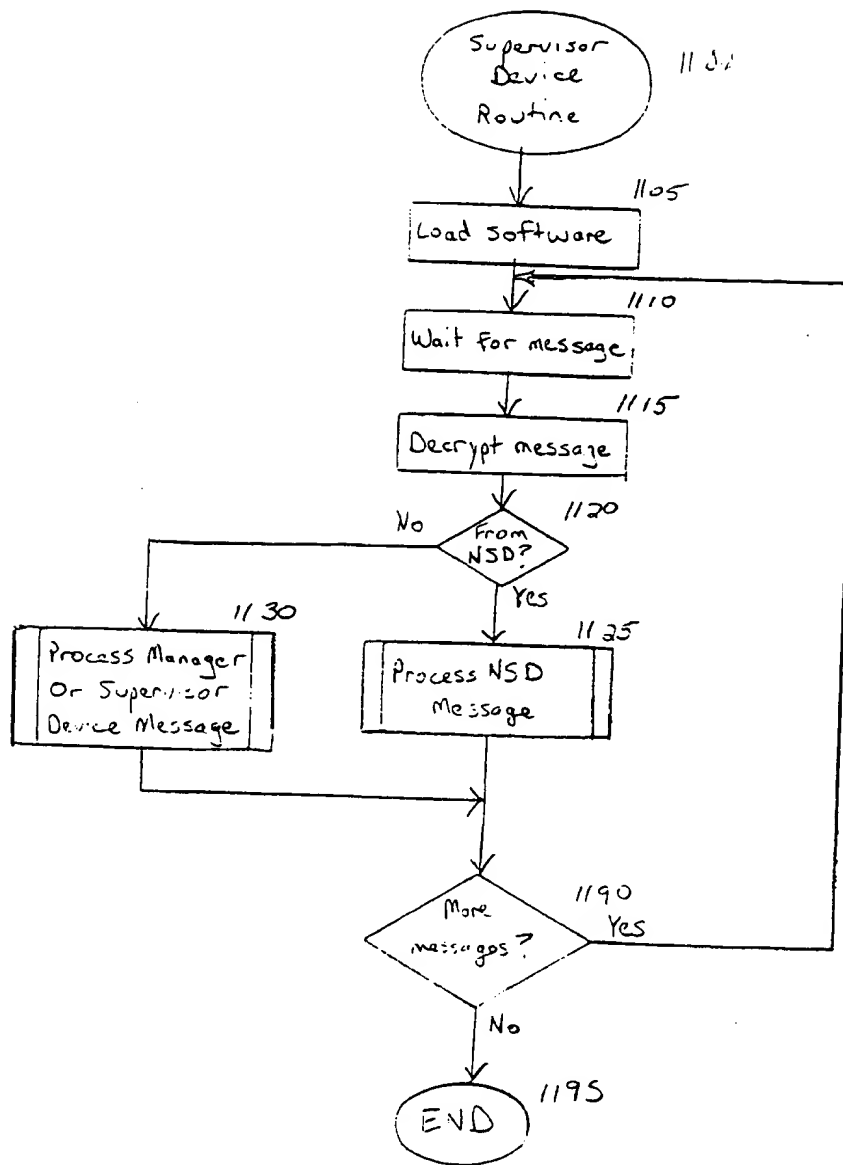 Supervisor
Device
Routine
1105
Load software
1110
Wait for message
1115
Decrypt message
1120
From
NSD?
No
Yes
1130
Process Manager
Or Supervisor
Device Message
1125
Process NSD
Message
1190
More
messages?
Yes
No
1195
END